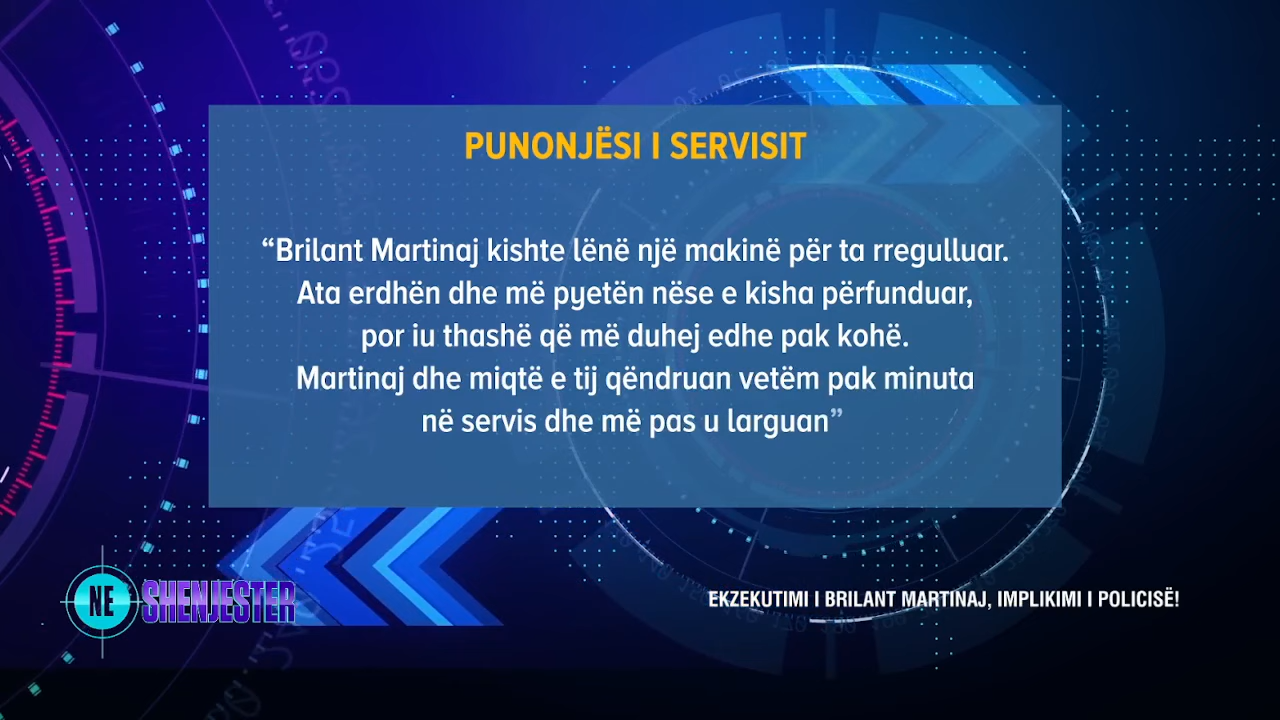 PUNONJËSI I SERVISIT
“Brilant Martinaj kishte lënë një makinë për ta rregulluar.
Ata erdhën dhe më pyetën nëse e kisha përfunduar,
por iu thashë që më duhej edhe pak kohë.
Martinaj dhe miqtë e tij qëndruan vetëm pak minuta
në servis dhe më pas u larguan”
NE SHENJESTER
EKZEKUTIMI I BRILANT MARTINAJ, IMPLIKIMI I POLICISË!